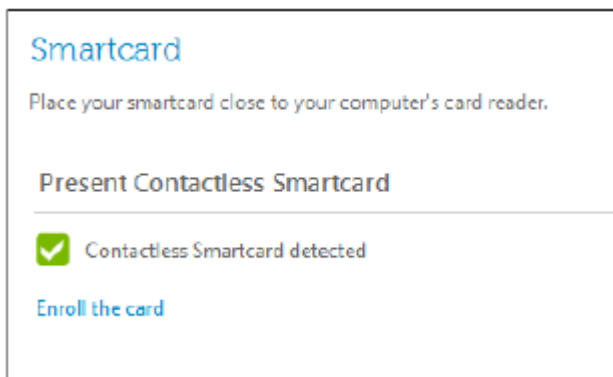 Smartcard
Place your smartcard close to your computer's card reader.
Present Contactless Smartcard
Contactless Smartcard detected
Enroll the card